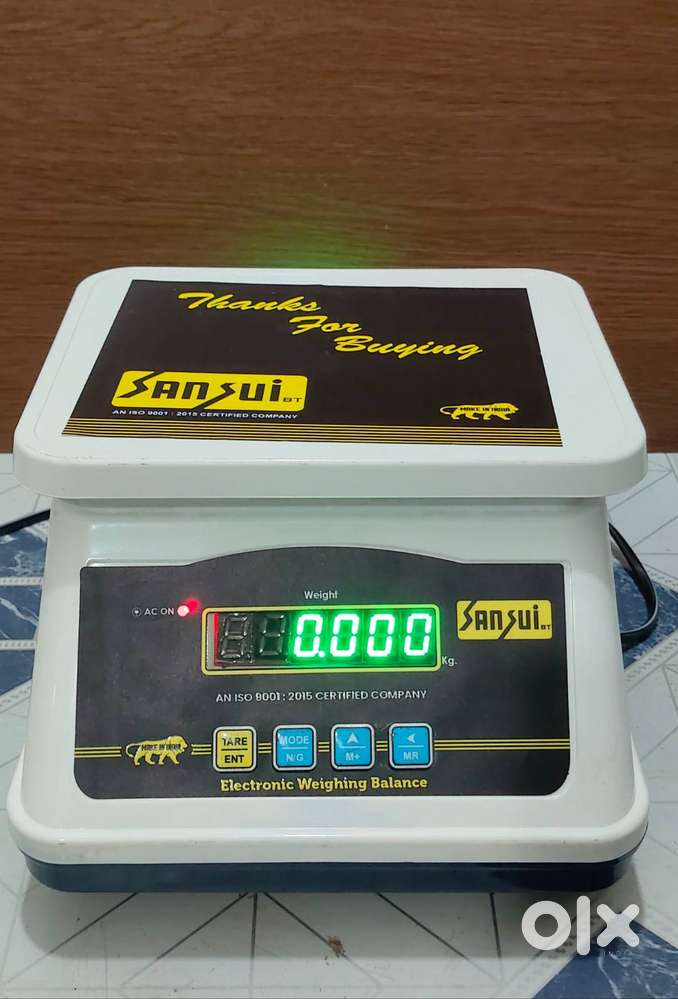 Thanks
For
Buying
SANSUI BT
AN ISO 9001 : 2015 CERTIFIED COMPANY
MAKE IN INDIA
Weight
AC ON
0.000
Kg.
SANSUI BT
AN ISO 9001 : 2015 CERTIFIED COMPANY
MAKE IN INDIA
TARE
ENT
MODE
N/G
M+
MR
Electronic Weighing Balance
olx
INDIA